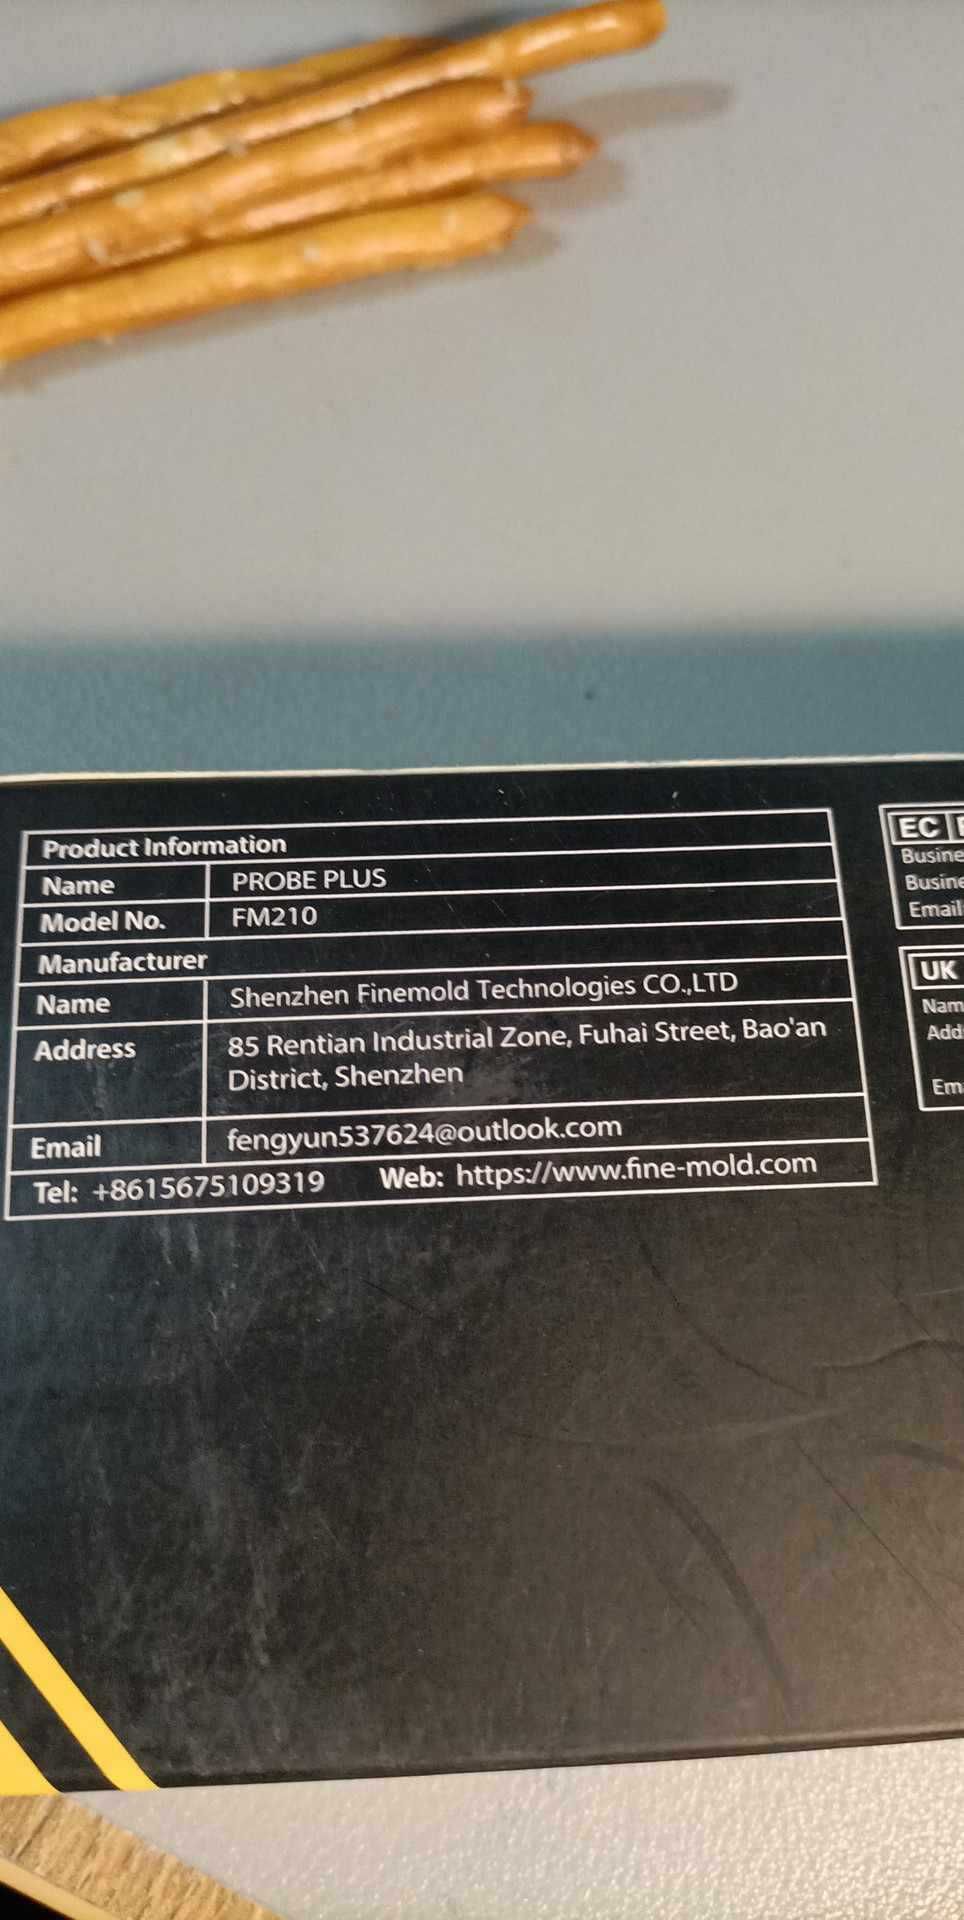 Product Information
Name PROBE PLUS
Model No. FM210
Manufacturer
Name Shenzhen Finemold Technologies CO.,LTD
Address 85 Rentian Industrial Zone, Fuhai Street, Bao'an
District, Shenzhen
Email fengyun537624@outlook.com
Tel: +8615675109319 Web: https://www.fine-mold.com
EC
Busine
Busine
Email
UK
Nam
Add
Em